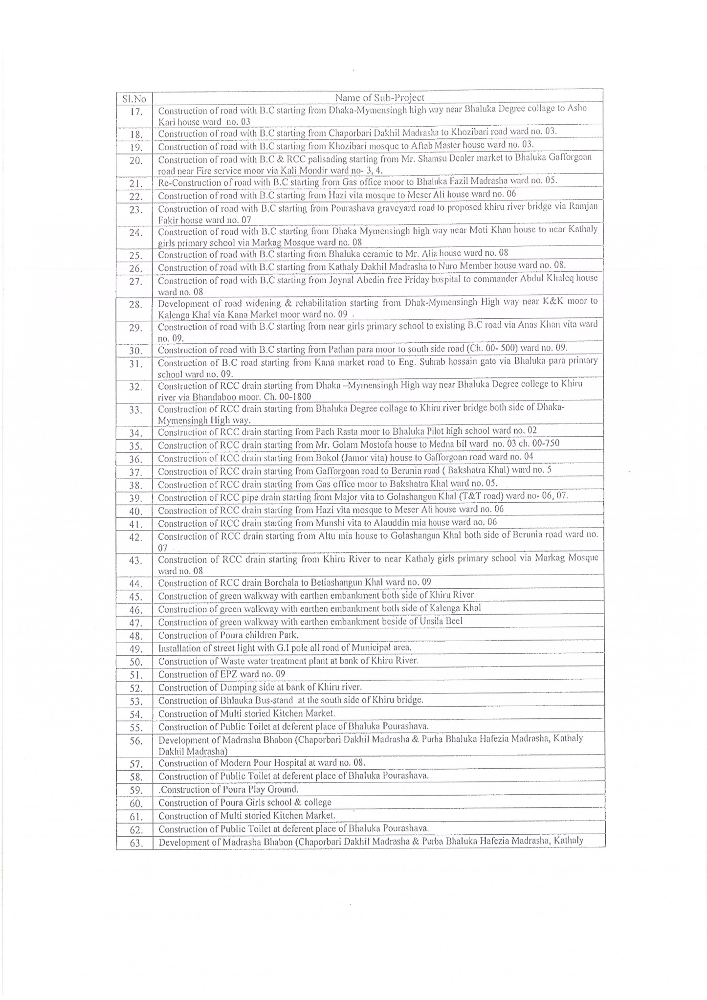 Sl.No Name of Sub-Project
17. Construction of road with B.C starting from Dhaka-Mymensingh high way near Bhaluka Degree collage to Asho
Kari house ward no. 03
18. Construction of road with B.C starting from Chaporbari Dakhil Madrasha to Khozibari road ward no. 03.
19. Construction of road with B.C starting from Khozibari mosque to Aftab Master house ward no. 03.
20. Construction of road with B.C & RCC palisading starting from Mr. Shamsu Dealer market to Bhaluka Gafforgoan
road near Fire service moor via Kali Mondir ward no- 3, 4.
21. Re-Construction of road with B.C starting from Gas office moor to Bhaluka Fazil Madrasha ward no. 05.
22. Construction of road with B.C starting from Hazi vita mosque to Meser Ali house ward no. 06
23. Construction of road with B.C starting from Pourashava graveyard road to proposed khiru river bridge via Ramjan
Fakir house ward no. 07
24. Construction of road with B.C starting from Dhaka Mymensingh high way near Moti Khan house to near Kathaly
girls primary school via Markag Mosque ward no. 08
25. Construction of road with B.C starting from Bhaluka ceramic to Mr. Alia house ward no. 08
26. Construction of road with B.C starting from Kathaly Dakhil Madrasha to Nuro Member house ward no. 08.
27. Construction of road with B.C starting from Joynal Abedin free Friday hospital to commander Abdul Khaleq house
ward no. 08
28. Development of road widening & rehabilitation starting from Dhak-Mymensingh High way near K&K moor to
Kalenga Khal via Kana Market moor ward no. 09
29. Construction of road with B.C starting from near girls primary school to existing B.C road via Anas Khan vita ward
no. 09.
30. Construction of road with B.C starting from Pathan para moor to south side road (Ch. 00- 500) ward no. 09.
31. Construction of B.C road starting from Kana market road to Eng. Suhrab hossain gate via Bhaluka para primary
school ward no. 09.
32. Construction of RCC drain starting from Dhaka –Mymensingh High way near Bhaluka Degree college to Khiru
river via Bhandaboo moor. Ch. 00-1800
33. Construction of RCC drain starting from Bhaluka Degree collage to Khiru river bridge both side of Dhaka-
Mymensingh High way.
34. Construction of RCC drain starting from Pach Rasta moor to Bhaluka Pilot high school ward no. 02
35. Construction of RCC drain starting from Mr. Golam Mostofa house to Medna bil ward no. 03 ch. 00-750
36. Construction of RCC drain starting from Bokol (Jamor vita) house to Gafforgoan road ward no. 04
37. Construction of RCC drain starting from Gafforgoan road to Berunia road ( Bakshatra Khal) ward no. 5
38. Construction of RCC drain starting from Gas office moor to Bakshatra Khal ward no. 05.
39. Construction of RCC pipe drain starting from Major vita to Golashangun Khal (T&T road) ward no- 06, 07.
40. Construction of RCC drain starting from Hazi vita mosque to Meser Ali house ward no. 06
41. Construction of RCC drain starting from Munshi vita to Alauddin mia house ward no. 06
42. Construction of RCC drain starting from Altu mia house to Golashangun Khal both side of Berunia road ward no.
07
43. Construction of RCC drain starting from Khiru River to near Kathaly girls primary school via Markag Mosque
ward no. 08
44. Construction of RCC drain Borchala to Betiashangun Khal ward no. 09
45. Construction of green walkway with earthen embankment both side of Khiru River
46. Construction of green walkway with earthen embankment both side of Kalenga Khal
47. Construction of green walkway with earthen embankment beside of Unsila Beel
48. Construction of Poura children Park.
49. Installation of street light with G.I pole all road of Municipal area.
50. Construction of Waste water treatment plant at bank of Khiru River.
51. Construction of EPZ ward no. 09
52. Construction of Dumping side at bank of Khiru river.
53. Construction of Bhlauka Bus-stand at the south side of Khiru bridge.
54. Construction of Multi storied Kitchen Market.
55. Construction of Public Toilet at deferent place of Bhaluka Pourashava.
56. Development of Madrasha Bhabon (Chaporbari Dakhil Madrasha & Purba Bhaluka Hafezia Madrasha, Kathaly
Dakhil Madrasha)
57. Construction of Modern Pour Hospital at ward no. 08.
58. Construction of Public Toilet at deferent place of Bhaluka Pourashava.
59. .Construction of Poura Play Ground.
60. Construction of Poura Girls school & college
61. Construction of Multi storied Kitchen Market.
62. Construction of Public Toilet at deferent place of Bhaluka Pourashava.
63. Development of Madrasha Bhabon (Chaporbari Dakhil Madrasha & Purba Bhaluka Hafezia Madrasha, Kathaly